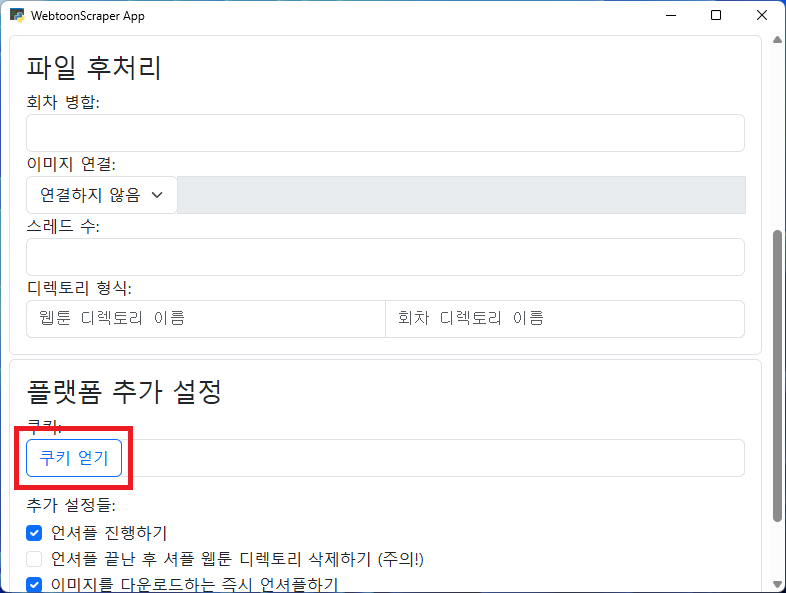 WebtoonScraper App
파일 후처리
회차 병합:
이미지 연결:
연결하지 않음
스레드 수:
디렉토리 형식:
웹툰 디렉토리 이름 회차 디렉토리 이름
플랫폼 추가 설정
쿠키:
쿠키 얻기
추가 설정들:
언셔플 진행하기
언셔플 끝난 후 셔플 웹툰 디렉토리 삭제하기 (주의!)
이미지를 다운로드하는 즉시 언셔플하기